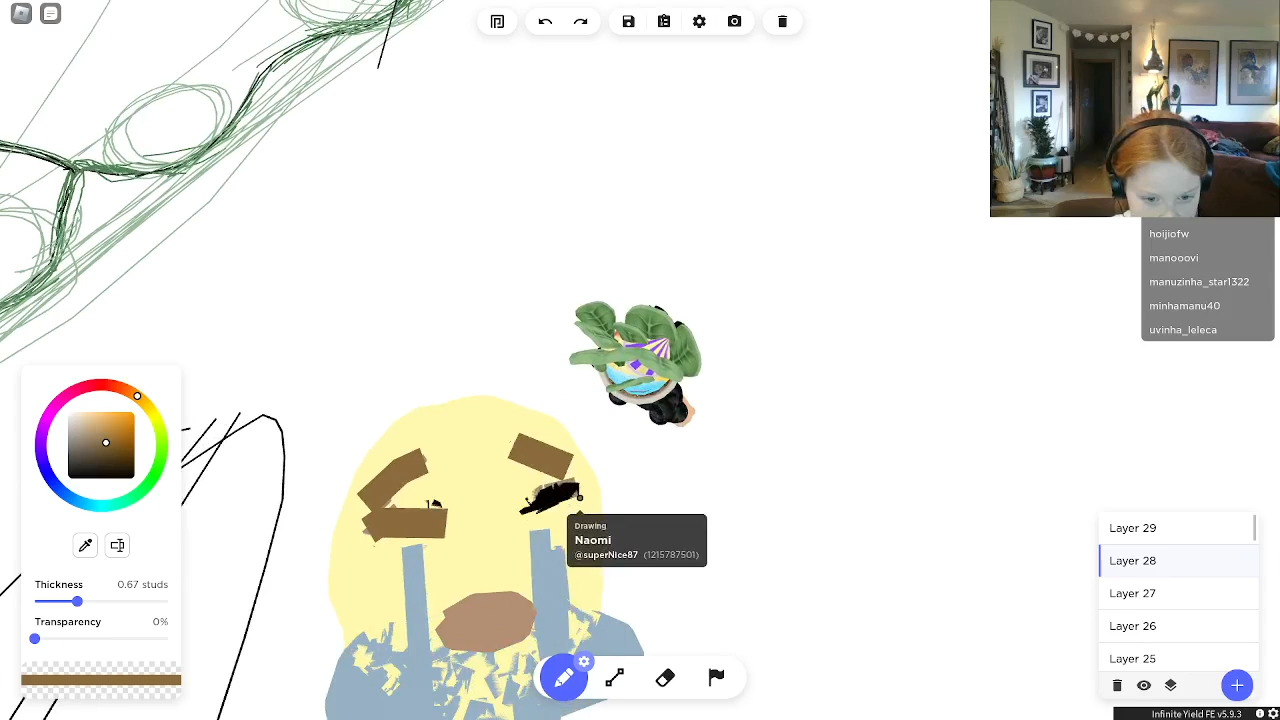 hoijiofw
manooovi
manuzinha_star1322
minhamanu40
uvinha_leleca
Drawing
Naomi
@superNice87 (1215787501)
Thickness 0.67 studs
Transparency 0%
Layer 29
Layer 28
Layer 27
Layer 26
Layer 25
Infinite Yield FE v5.9.3